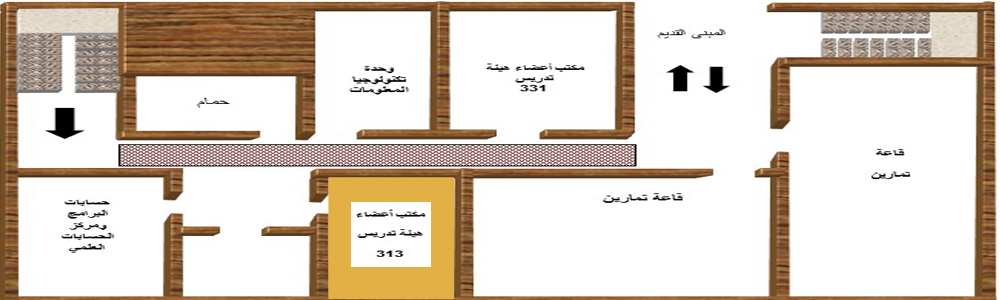 المبنى القديم
وحدة
تكنولوجيا
المعلومات
مكتب أعضاء هيئة
تدريس
331
حمام
قاعة
تمارين
حسابات
البرامج
ومركز
الحسابات
العلمي
مكتب أعضاء
هيئة تدريس
313
قاعة تمارين